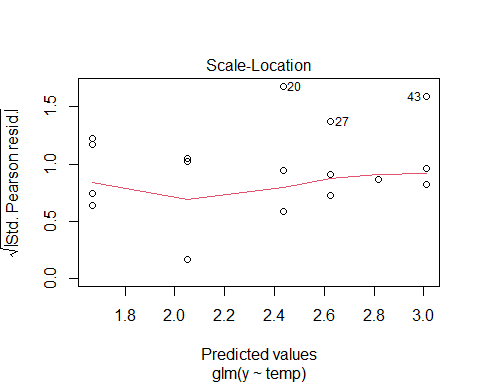 Scale-Location
√|Std. Pearson resid.|
1.5
1.0
0.5
0.0
20
43
27
1.8 2.0 2.2 2.4 2.6 2.8 3.0
Predicted values
glm(y ~ temp)